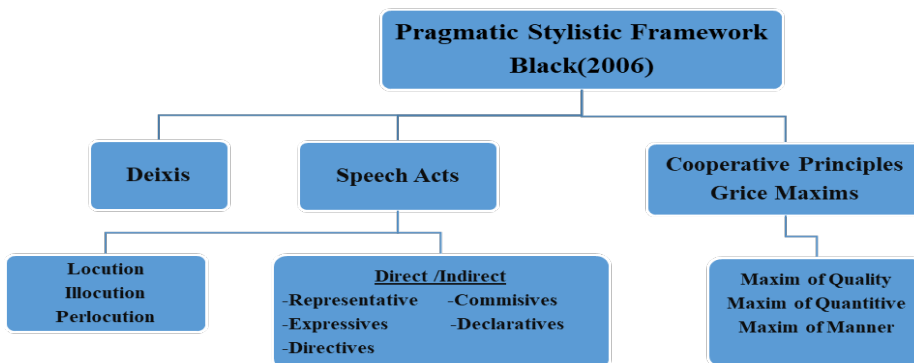 Pragmatic Stylistic Framework
Black(2006)
Deixis
Speech Acts
Cooperative Principles
Grice Maxims
Locution
Illocution
Perlocution
Direct /Indirect
-Representative -Commisives
-Expressives -Declaratives
-Directives
Maxim of Quality
Maxim of Quantitive
Maxim of Manner